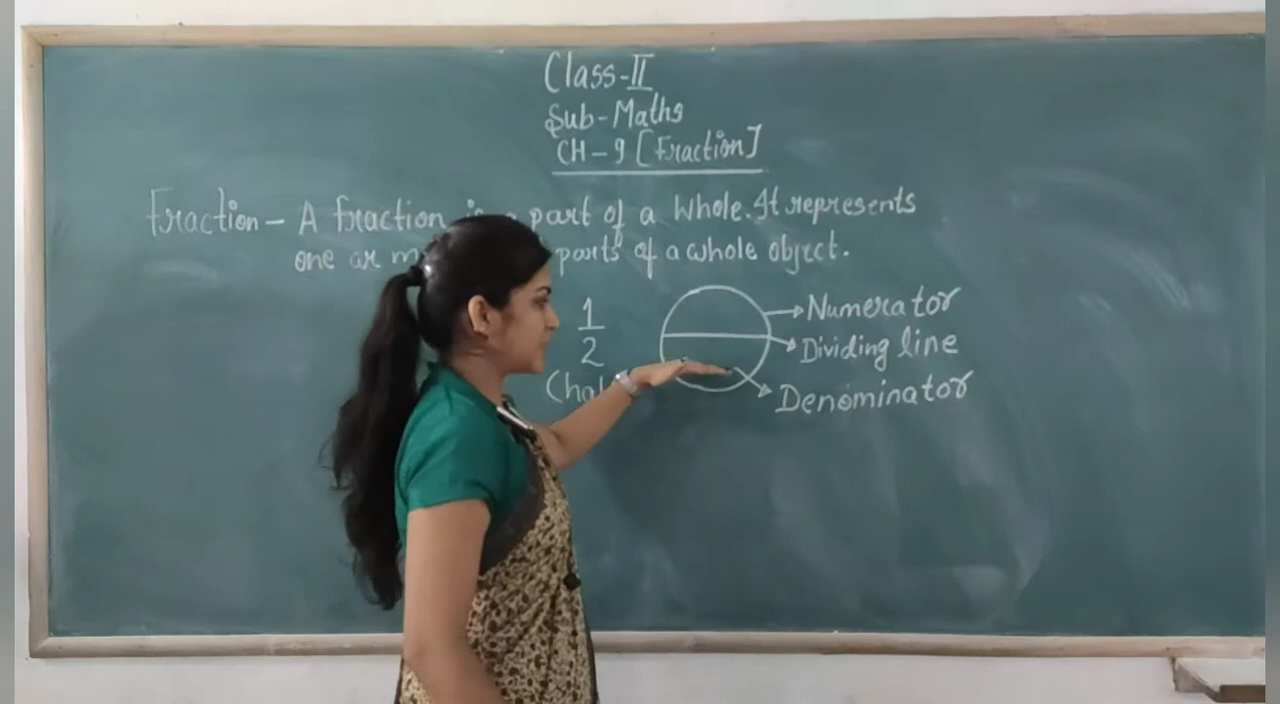 Class-II
Sub-Maths
CH-9 [Fraction]
Fraction - A fraction is part of a Whole. It represents
one or parts of a whole object.
1
2
Numerator
Dividing line
Denominator